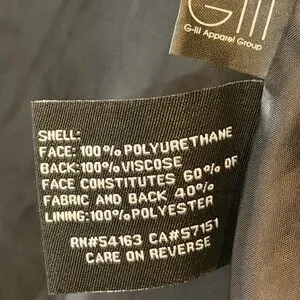 G-III
G-III Apparel Group
SHELL:
FACE: 100% POLYURETHANE
BACK: 100% VISCOSE
FACE CONSTITUTES 60% OF
FABRIC AND BACK 40%
LINING: 100% POLYESTER
RN#54163 CA#57151
CARE ON REVERSE